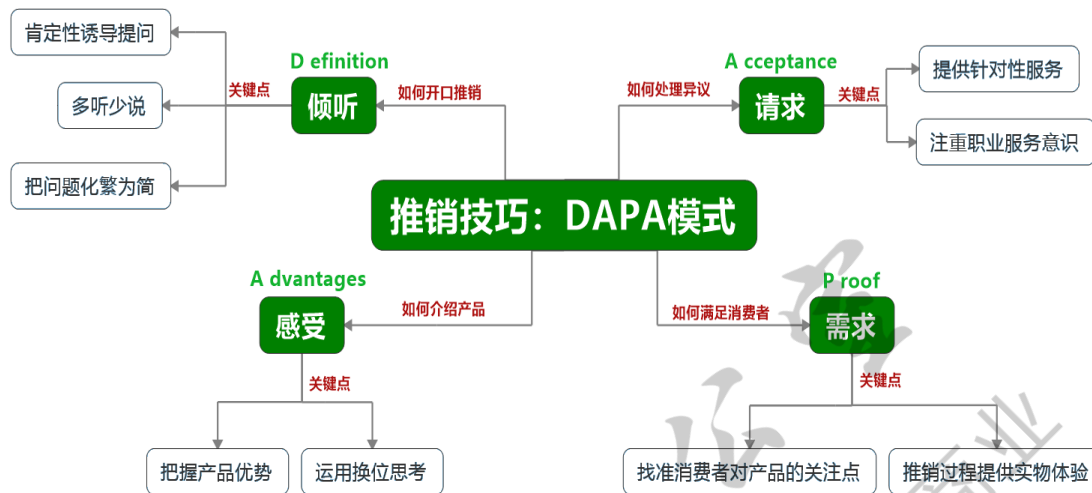 肯定性诱导提问
D efinition
A cceptance
多听少说
关键点
倾听
如何开口推销
如何处理异议
请求
关键点
提供针对性服务
注重职业服务意识
把问题化繁为简
推销技巧：DAPA模式
A dvantages
P roof
感受
如何介绍产品
如何满足消费者
需求
关键点
关键点
把握产品优势
运用换位思考
找准消费者对产品的关注点
推销过程提供实物体验